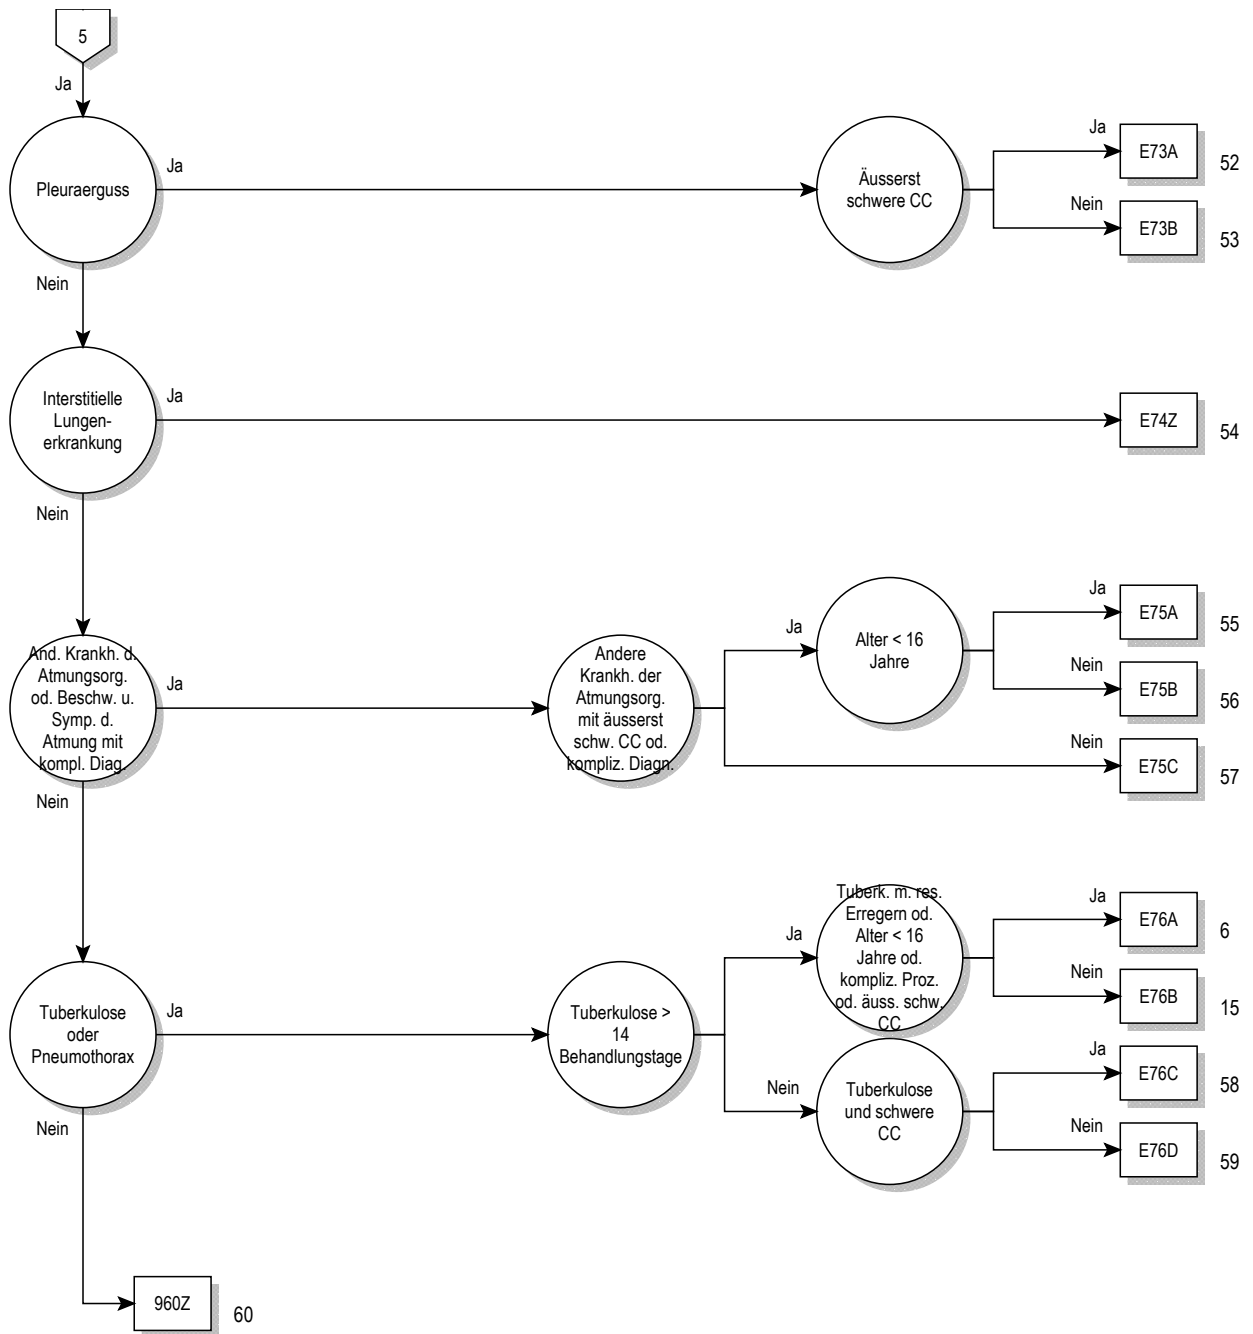 5
Ja
Pleuraerguss
Ja
Äusserst
schwere CC
Ja
E73A
52
Nein
E73B
53
Nein
Interstitielle
Lungen-
erkrankung
Ja
E74Z
54
Nein
And. Krankh. d.
Atmungsorg.
od. Beschw. u.
Symp. d.
Atmung mit
kompl. Diag.
Ja
Andere
Krankh. der
Atmungsorg.
mit äusserst
schw. CC od.
kompliz. Diagn.
Ja
Alter < 16
Jahre
Ja
E75A
55
Nein
E75B
56
Nein
E75C
57
Nein
Tuberkulose
oder
Pneumothorax
Ja
Tuberkulose >
14
Behandlungstage
Ja
Tuberk. m. res.
Erregern od.
Alter < 16
Jahre od.
kompliz. Proz.
od. äuss. schw.
CC
Ja
E76A
6
Nein
E76B
15
Nein
Tuberkulose
und schwere
CC
Ja
E76C
58
Nein
E76D
59
Nein
960Z
60